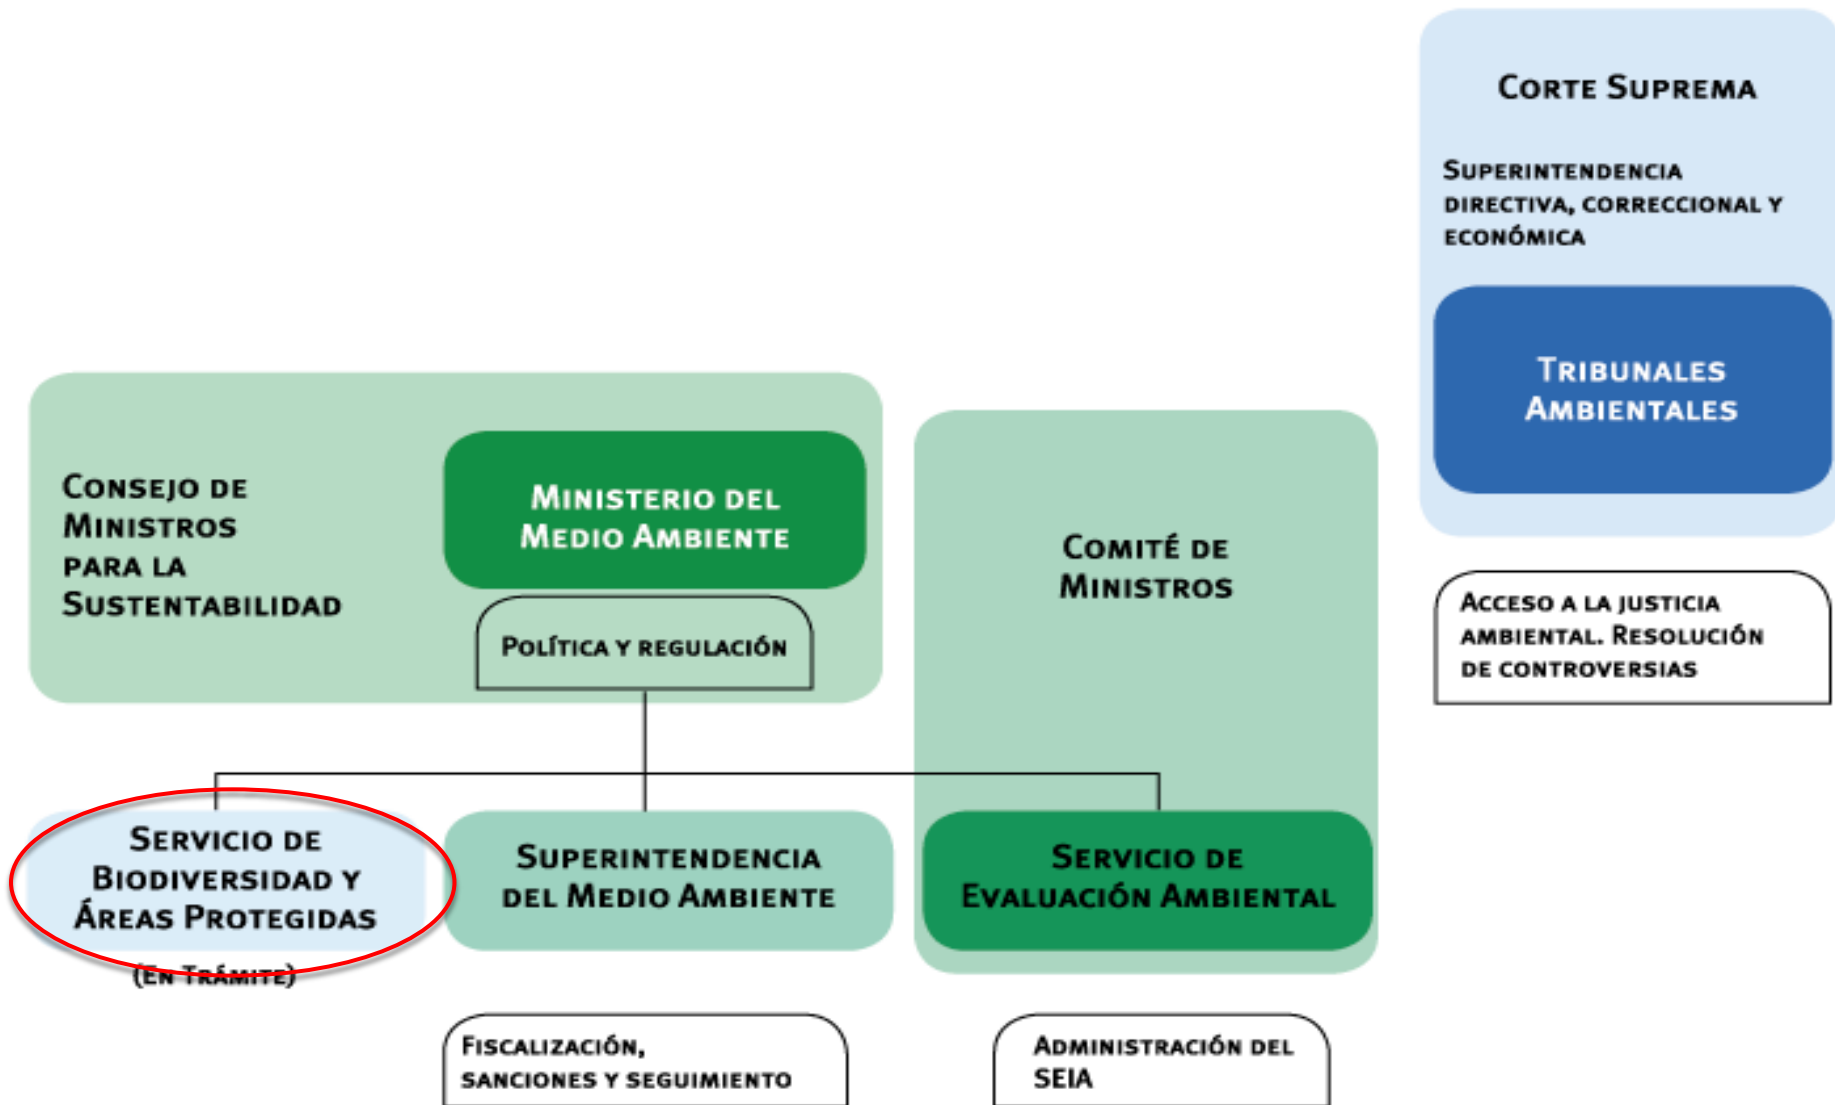 Corte Suprema
Superintendencia
directiva, correccional y
económica
Tribunales
Ambientales
Acceso a la justicia
ambiental. Resolución
de controversias
Consejo de
Ministros
para la
Sustentabilidad
Ministerio del
Medio Ambiente
Política y regulación
Comité de
Ministros
Servicio de
Biodiversidad y
Áreas Protegidas
(En Trámite)
Superintendencia
del Medio Ambiente
Servicio de
Evaluación Ambiental
Fiscalización,
sanciones y seguimiento
Administración del
SEIA